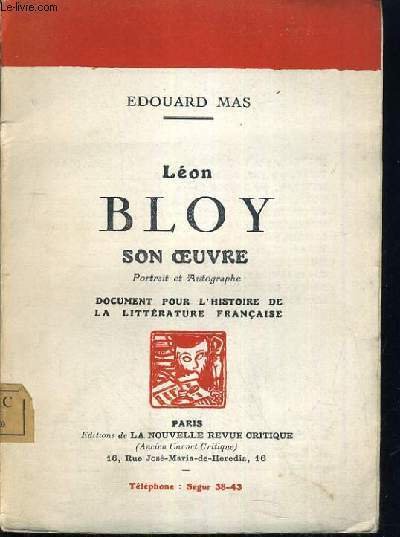 Le-livre.com
EDOUARD MAS
Léon
BLOY
SON ŒUVRE
Portrait et Autographe
DOCUMENT POUR L'HISTOIRE DE
LA LITTÉRATURE FRANÇAISE
PARIS
Editions de LA NOUVELLE REVUE CRITIQUE
(Ancien Carnet Critique)
16, Rue José-Maria-de-Heredia, 16
Téléphone : Segur 38-43
C